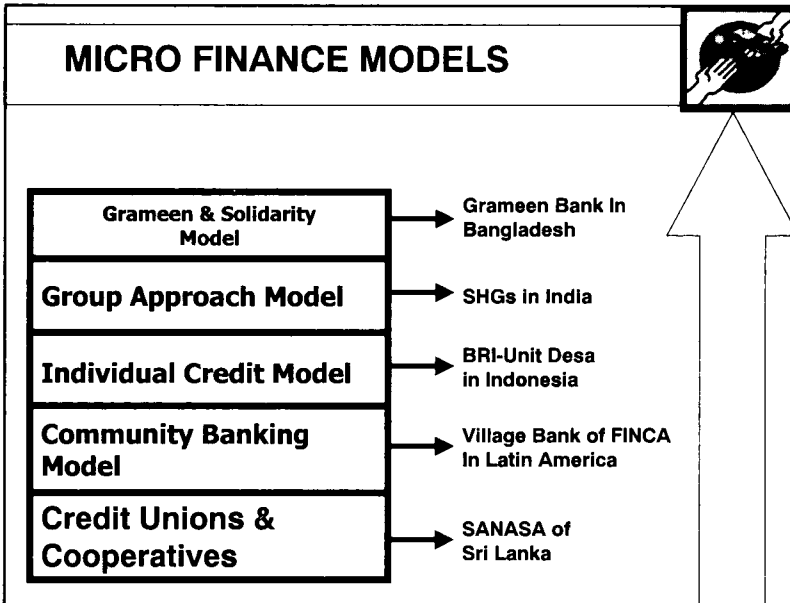 MICRO FINANCE MODELS
Grameen & Solidarity
Model
Grameen Bank In
Bangladesh
Group Approach Model
SHGs in India
Individual Credit Model
BRI-Unit Desa
in Indonesia
Community Banking
Model
Village Bank of FINCA
In Latin America
Credit Unions &
Cooperatives
SANASA of
Sri Lanka